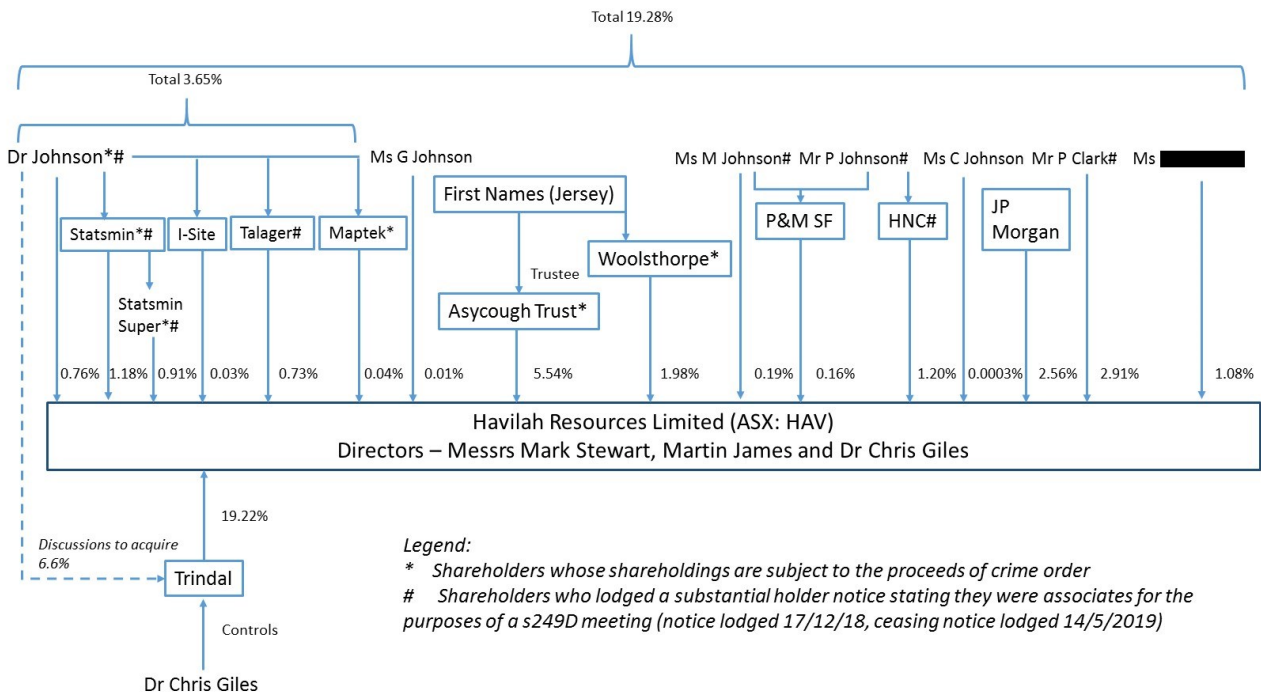 Total 19.28%
Total 3.65%
Dr Johnson*#
Ms G Johnson
Ms M Johnson#
Mr P Johnson#
Ms C Johnson
Mr P Clark#
Ms
First Names (Jersey)
P&M SF
HNC#
JP
Morgan
Statsmin*#
I-Site
Talager#
Maptek*
Woolsthorpe*
Trustee
Statsmin
Super*#
Asycough Trust*
0.76%
1.18%
0.91%
0.03%
0.73%
0.04%
0.01%
5.54%
1.98%
0.19%
0.16%
1.20%
0.0003%
2.56%
2.91%
1.08%
Havilah Resources Limited (ASX: HAV)
Directors – Messrs Mark Stewart, Martin James and Dr Chris Giles
19.22%
Discussions to acquire
6.6%
Trindal
Controls
Dr Chris Giles
Legend:
* Shareholders whose shareholdings are subject to the proceeds of crime order
# Shareholders who lodged a substantial holder notice stating they were associates for the
purposes of a s249D meeting (notice lodged 17/12/18, ceasing notice lodged 14/5/2019)